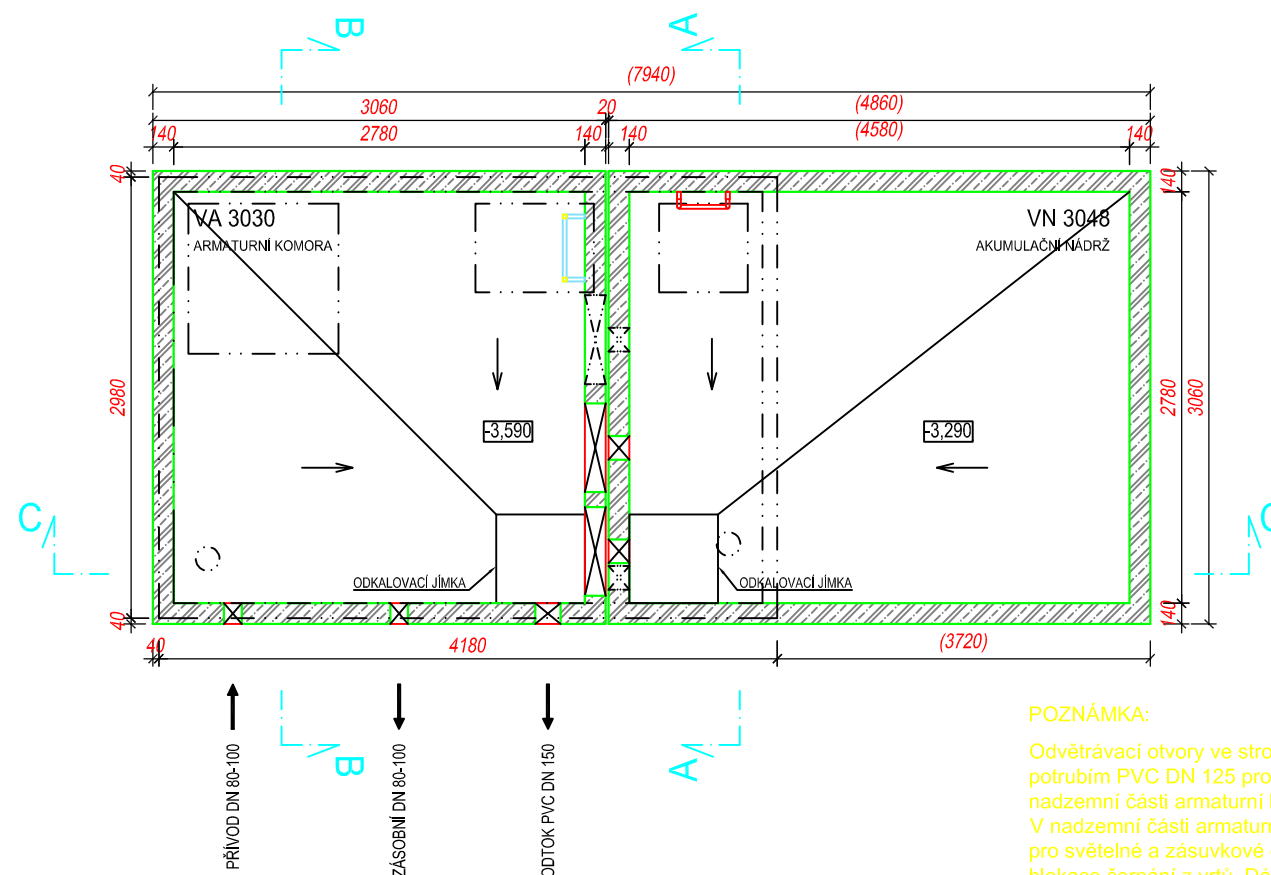 B
A
(7940)
3060
20
(4860)
140
2780
140
140
(4580)
140
40
140
VA 3030
ARMATURNÍ KOMORA
VN 3048
AKUMULAČNÍ NÁDRŽ
2980
2780
3060
-3,590
-3,290
C
ODKALOVACÍ JÍMKA
ODKALOVACÍ JÍMKA
40
140
40
4180
(3720)
B
A
PŘÍVOD DN 80-100
ZÁSOBNÍ DN 80-100
ODTOK PVC DN 150
POZNÁMKA:
Odvětrávací otvory ve
potrubím PVC DN 125
nadzemní části armaturní
V nadzemní části
pro světelné a zásuvkové